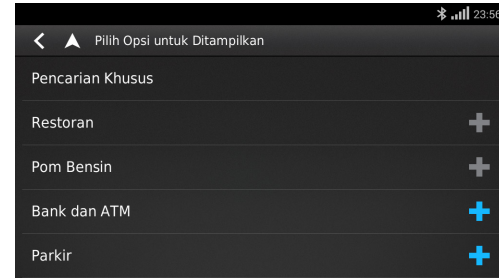 23:56
Pilih Opsi untuk Ditampilkan
Pencarian Khusus
Restoran
Pom Bensin
Bank dan ATM
Parkir